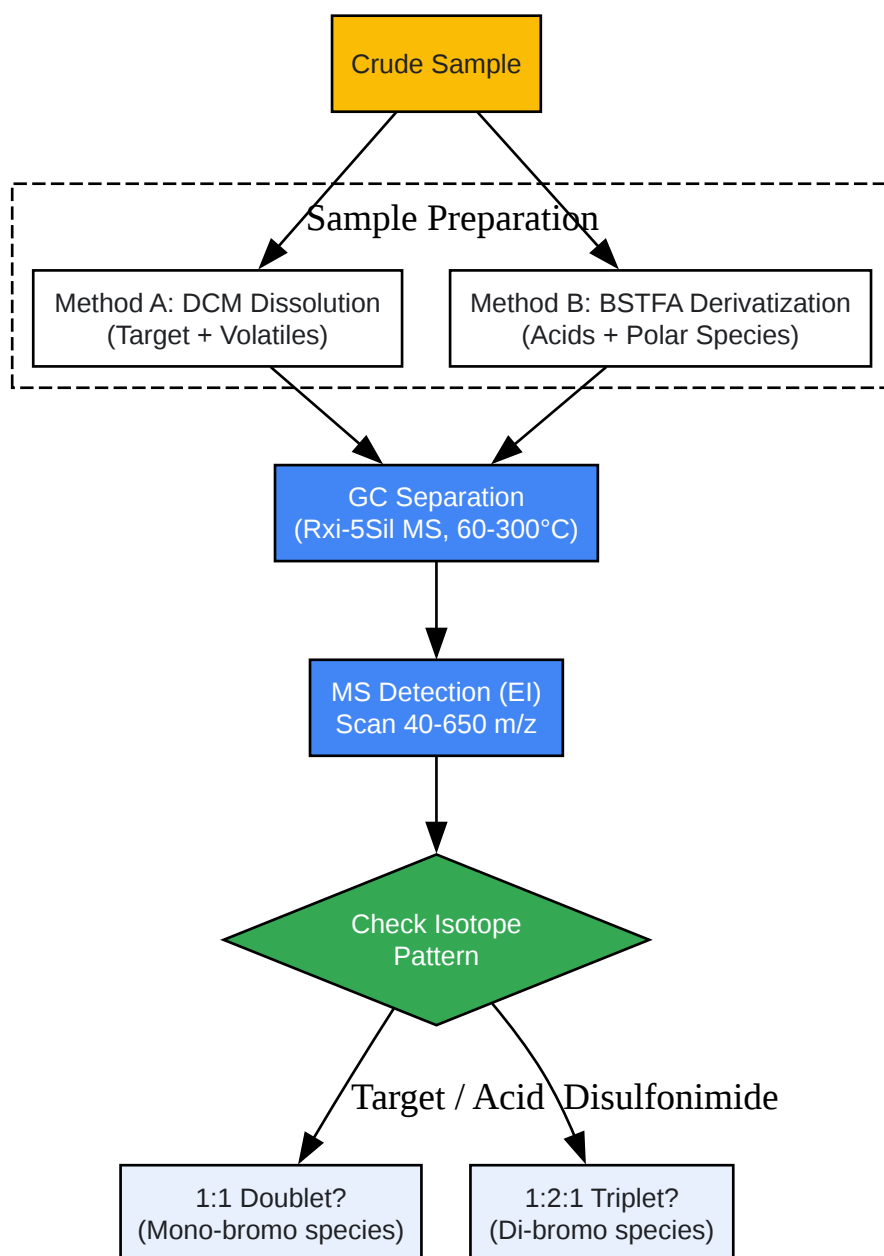 Crude Sample
Sample Preparation
Method A: DCM Dissolution
(Target + Volatiles)
Method B: BSTFA Derivatization
(Acids + Polar Species)
GC Separation
(Rxi-5Sil MS, 60-300°C)
MS Detection (EI)
Scan 40-650 m/z
Check Isotope
Pattern
Target / Acid
Disulfonimide
1:1 Doublet?
(Mono-bromo species)
1:2:1 Triplet?
(Di-bromo species)